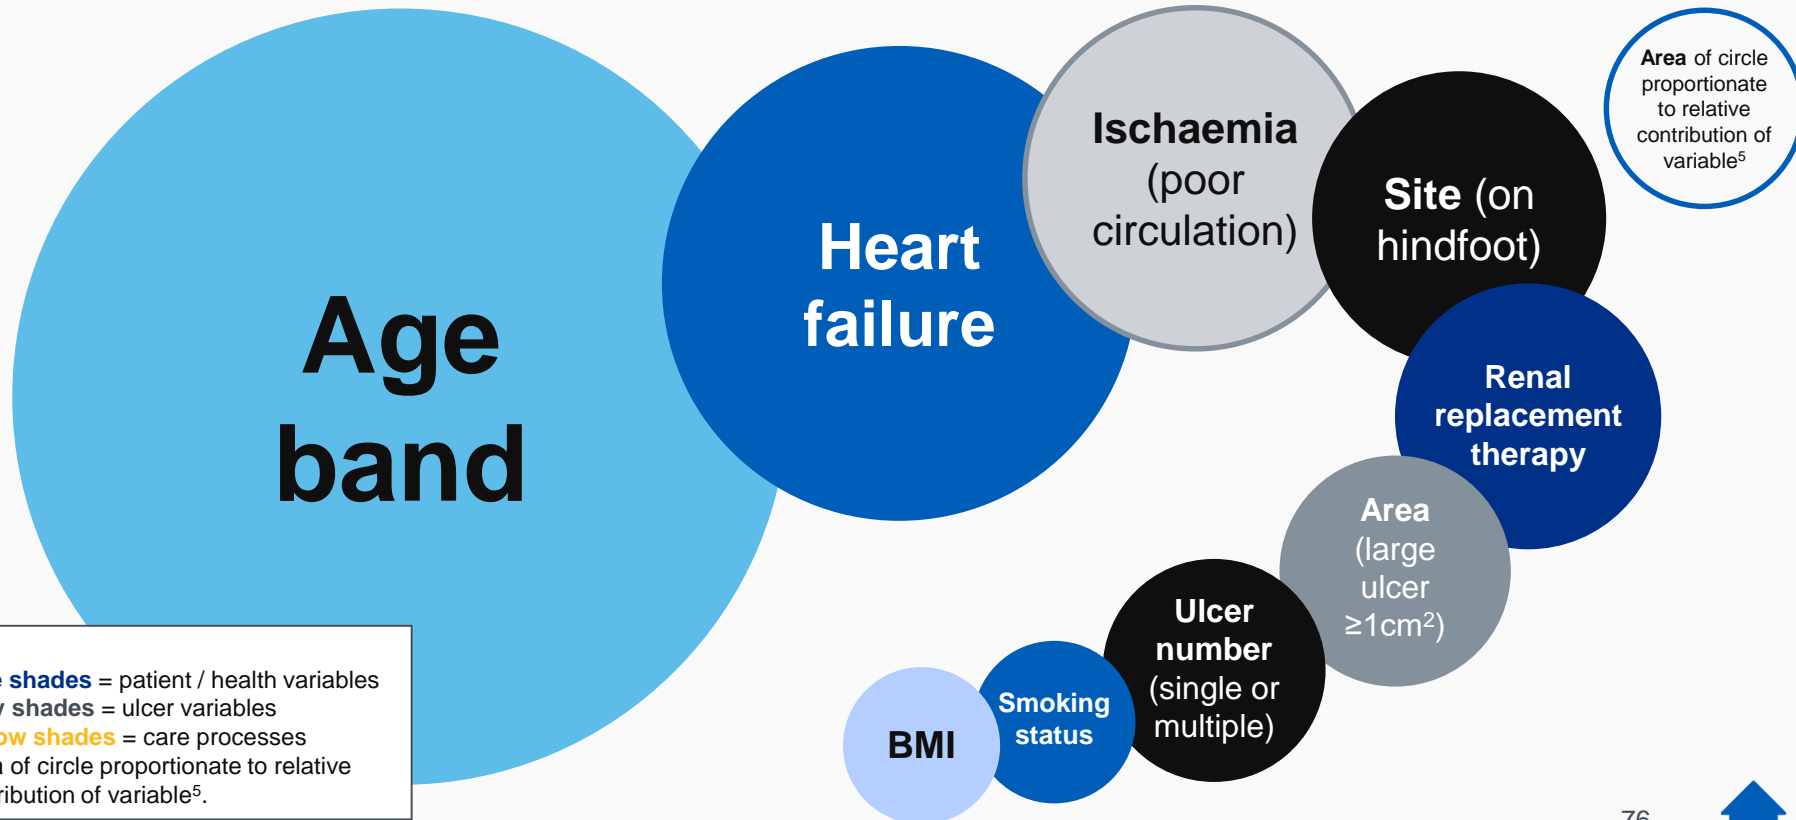 Age
band
Heart
failure
Ischaemia
(poor
circulation)
Site (on
hindfoot)
Area of circle
proportionate
to relative
contribution of
variable⁵
Renal
replacement
therapy
Area
(large
ulcer
≥1cm²)
Ulcer
number
(single or
multiple)
Smoking
status
BMI
shades = patient / health variables
shades = ulcer variables
shades = care processes
of circle proportionate to relative
of variable⁵.
76